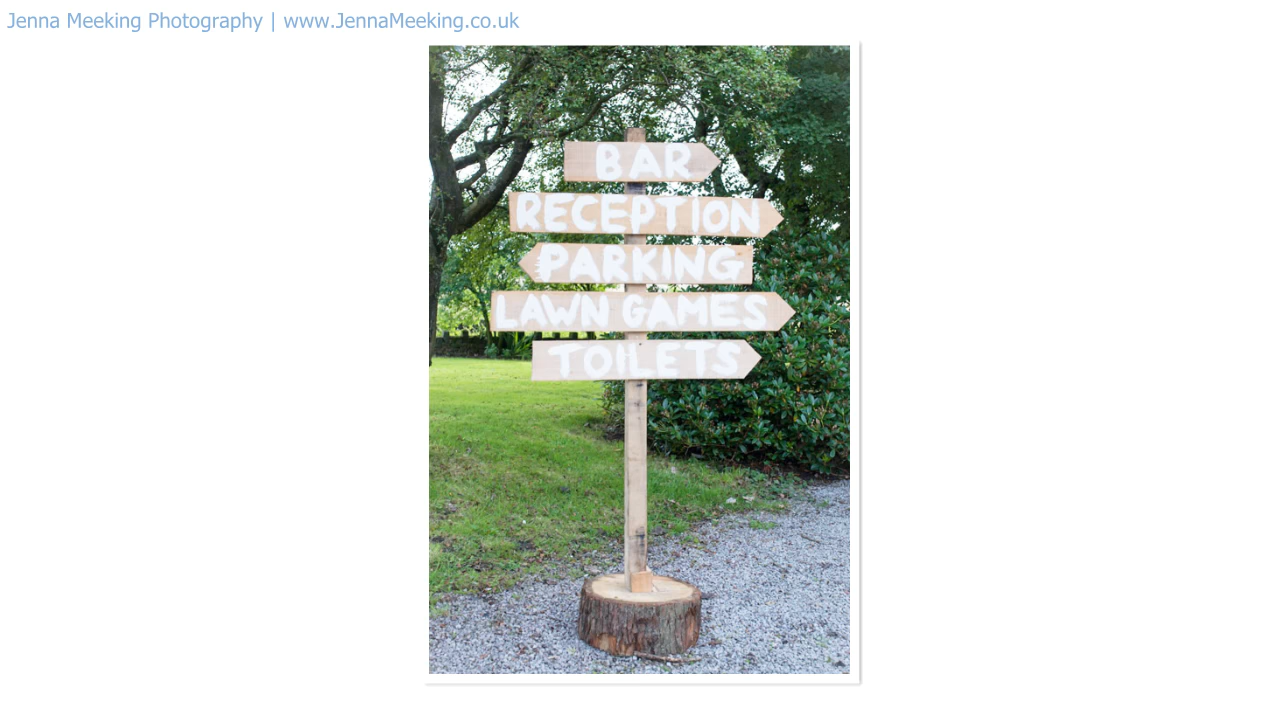 Jenna Meeking Photography | www.JennaMeeking.co.uk
BAR
RECEPTION
PARKING
LAWN GAMES
TOILETS